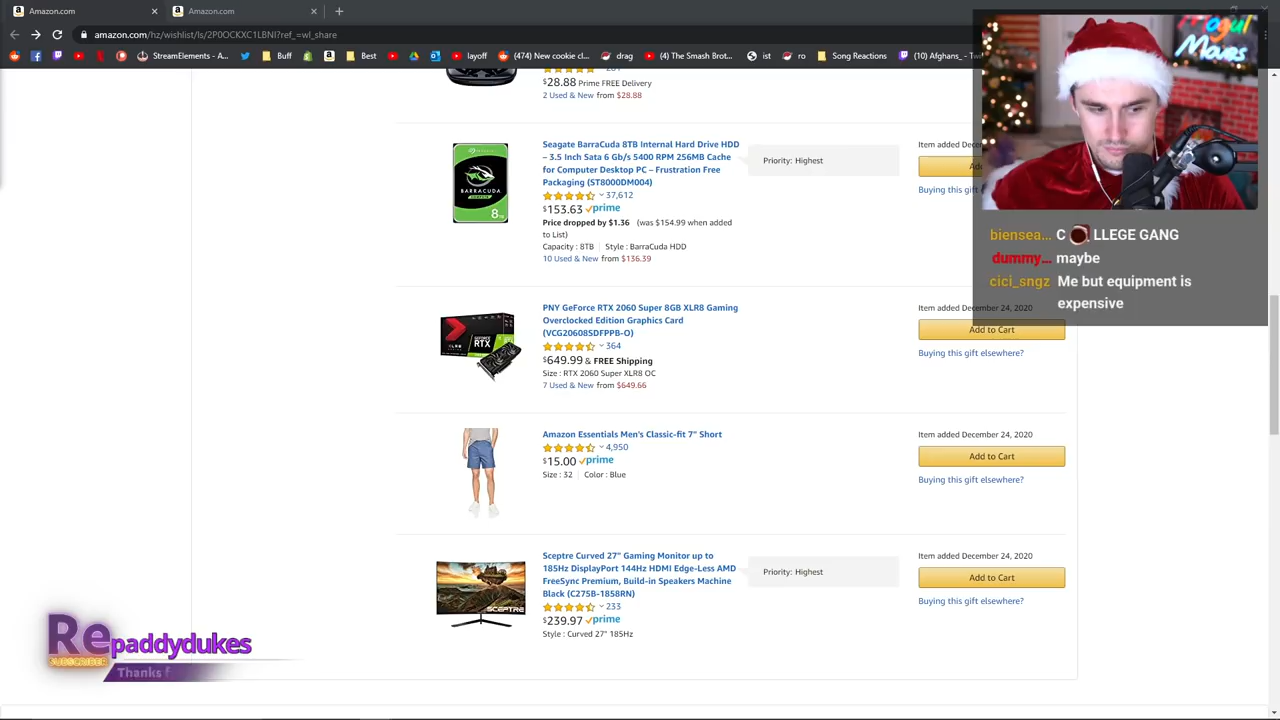 Amazon.com
Amazon.com
amazon.com/hz/wishlist/ls/2P0OCKXC1LBNI?ref_=wl_share
StreamElements - A...
Buff
Best
layoff
(474) New cookie cl...
drag
(4) The Smash Brot...
ist
ro
Song Reactions
(10) Afghans_ - Tw
$28.88 Prime FREE Delivery
2 Used & New from $28.88
Seagate BarraCuda 8TB Internal Hard Drive HDD
– 3.5 Inch Sata 6 Gb/s 5400 RPM 256MB Cache
for Computer Desktop PC – Frustration Free
Packaging (ST8000DM004)
37,612
$153.63 prime
Price dropped by $1.36 (was $154.99 when added
to List)
Capacity : 8TB Style : BarraCuda HDD
10 Used & New from $136.39
Priority: Highest
Item added Dec
Buying this gift
BARRACUDA
PNY GeForce RTX 2060 Super 8GB XLR8 Gaming
Overclocked Edition Graphics Card
(VCG20608SDFPPB-O)
364
$649.99 & FREE Shipping
Size : RTX 2060 Super XLR8 OC
7 Used & New from $649.66
Item added December 24, 2020
Add to Cart
Buying this gift elsewhere?
RTX
Amazon Essentials Men's Classic-fit 7" Short
4,950
$15.00 prime
Size : 32 Color : Blue
Item added December 24, 2020
Add to Cart
Buying this gift elsewhere?
Sceptre Curved 27" Gaming Monitor up to
185Hz DisplayPort 144Hz HDMI Edge-Less AMD
FreeSync Premium, Build-in Speakers Machine
Black (C275B-1858RN)
233
$239.97 prime
Style : Curved 27" 185Hz
Priority: Highest
Item added December 24, 2020
Add to Cart
Buying this gift elsewhere?
SCEPTRE
Mogul
Moves
biensea... C LLEGE GANG
dummy... maybe
cici_sngz Me but equipment is
expensive
Re
SUBSCRIBER
paddydukes
Thanks f